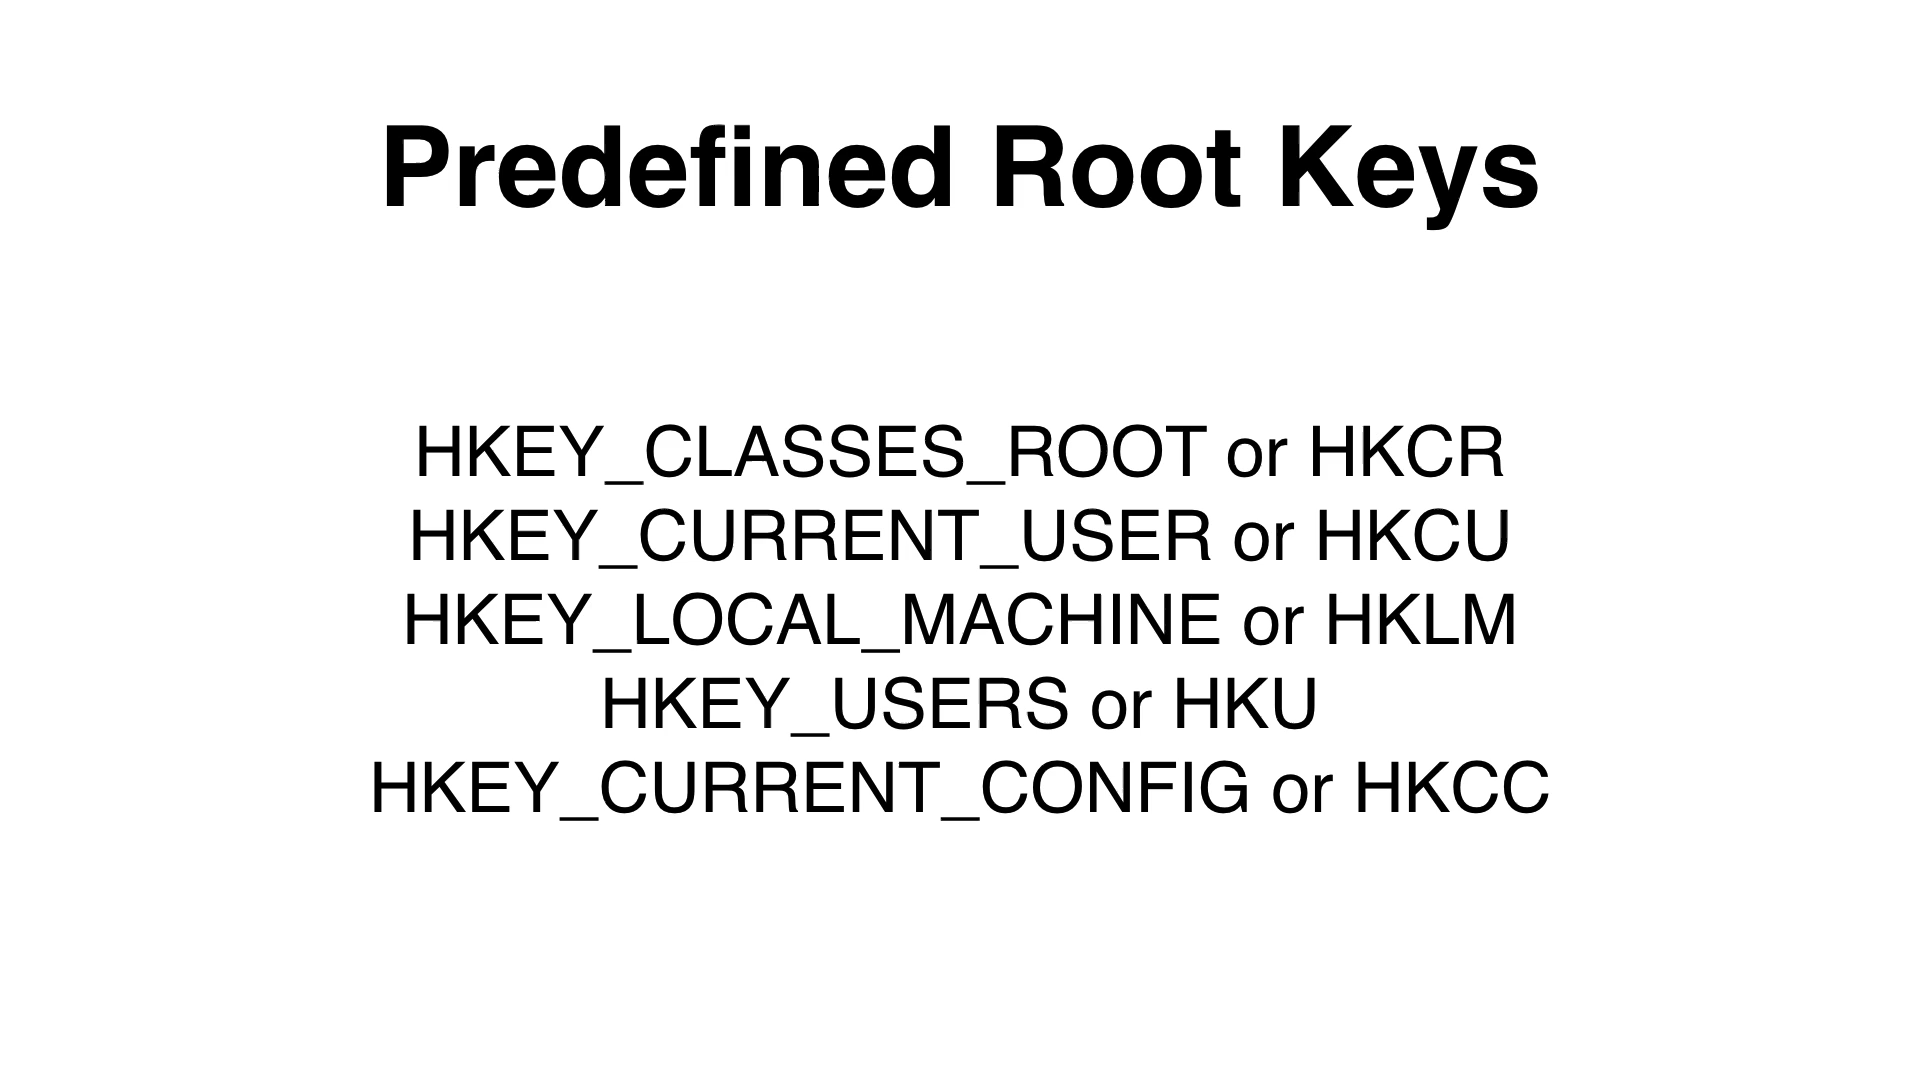 Predefined Root Keys
HKEY_CLASSES_ROOT or HKCR
HKEY_CURRENT_USER or HKCU
HKEY_LOCAL_MACHINE or HKLM
HKEY_USERS or HKU
HKEY_CURRENT_CONFIG or HKCC